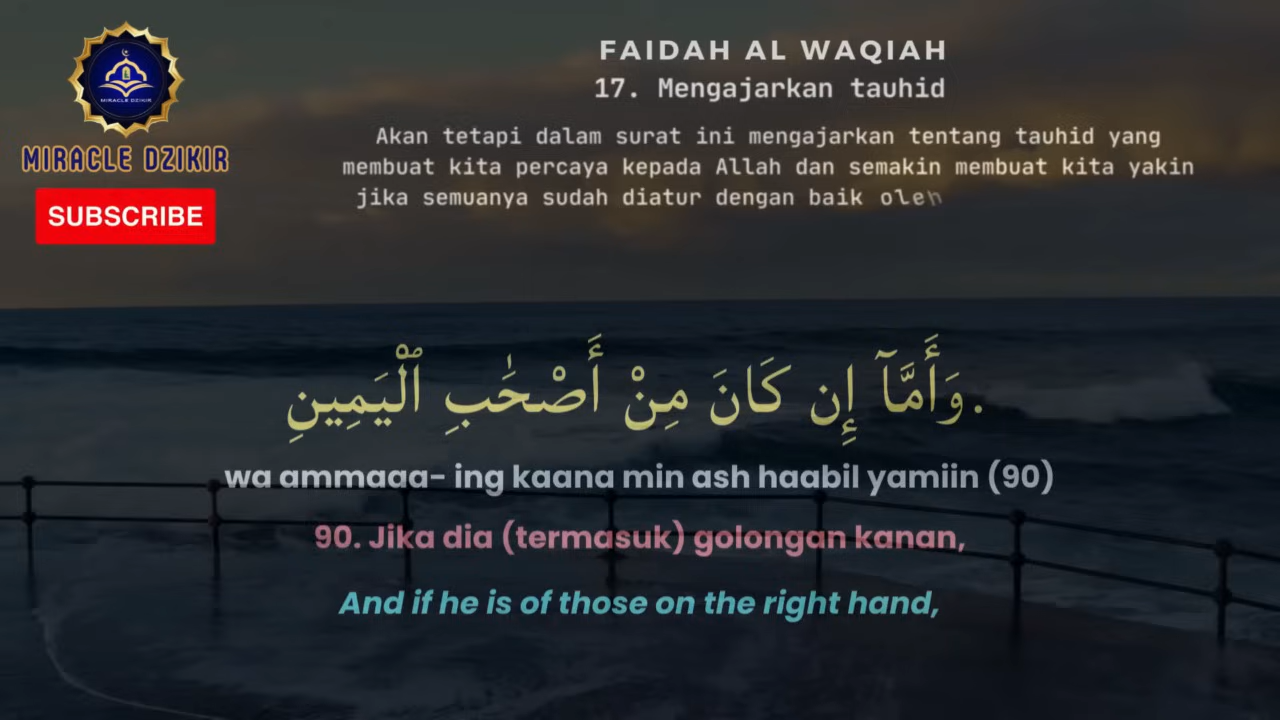 MIRACLE DZIKIR
MIRACLE DZIKIR
SUBSCRIBE
FAIDAH AL WAQIAH
17. Mengajarkan tauhid
Akan tetapi dalam surat ini mengajarkan tentang tauhid yang
membuat kita percaya kepada Allah dan semakin membuat kita yakin
jika semuanya sudah diatur dengan baik oleh
.وَأَمَّآ إِن كَانَ مِنْ أَصْحَٰبِ ٱلْيَمِينِ
wa ammaaa- ing kaana min ash haabil yamiin (90)
90. Jika dia (termasuk) golongan kanan,
And if he is of those on the right hand,